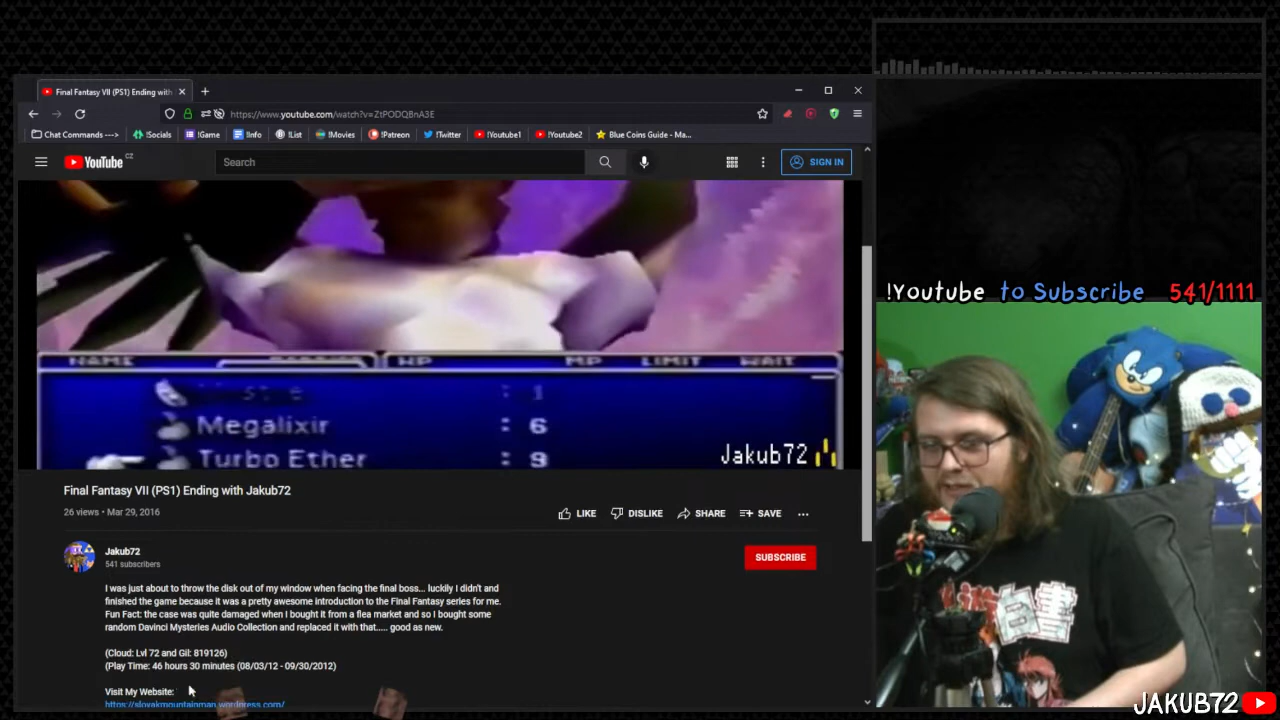 Final Fantasy VII (PS1) Ending with
https://www.youtube.com/watch?v=ZtPODQBnA3E
Chat Commands --->
!Socials
!Game
!Info
!List
!Movies
!Patreon
!Twitter
!Youtube1
!Youtube2
Blue Coins Guide - Ma...
YouTube CZ
Search
SIGN IN
NAME
MP
LIMIT
WAIT
: 1
Megalixir : 6
Turbo Ether : 9
Jakub72
Final Fantasy VII (PS1) Ending with Jakub72
26 views • Mar 29, 2016
LIKE
DISLIKE
SHARE
SAVE
Jakub72
541 subscribers
SUBSCRIBE
I was just about to throw the disk out of my window when facing the final boss... luckily I didn't and
finished the game because it was a pretty awesome introduction to the Final Fantasy series for me.
Fun Fact: the case was quite damaged when I bought it from a flea market and so I bought some
random Davinci Mysteries Audio Collection and replaced it with that..... good as new.
(Cloud: Lvl 72 and Gil: 819126)
(Play Time: 46 hours 30 minutes (08/03/12 - 09/30/2012)
Visit My Website:
https://slovakmountainman.wordpress.com/
!Youtube to Subscribe 541/1111
白書
JAKUB72